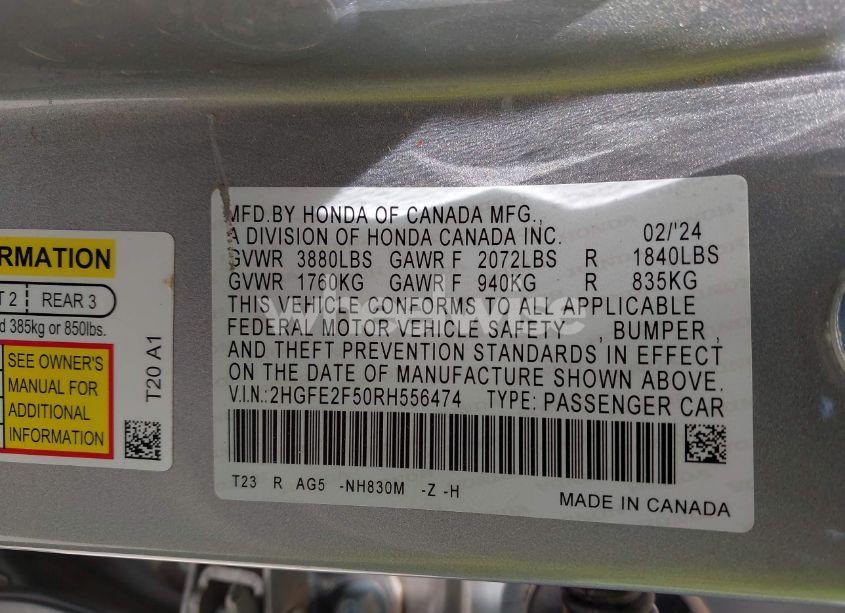 MFD.BY HONDA OF CANADA MFG.,
A DIVISION OF HONDA CANADA INC. 02/'24
GVWR 3880LBS GAWR F 2072LBS R 1840LBS
GVWR 1760KG GAWR F 940KG R 835KG
THIS VEHICLE CONFORMS TO ALL APPLICABLE
FEDERAL MOTOR VEHICLE SAFETY , BUMPER ,
AND THEFT PREVENTION STANDARDS IN EFFECT
ON THE DATE OF MANUFACTURE SHOWN ABOVE.
V.I.N.:2HGFE2F50RH556474 TYPE: PASSENGER CAR
T23 R AG5 -NH830M -Z -H
MADE IN CANADA
RMATION
2 REAR 3
385kg or 850lbs.
SEE OWNER'S
MANUAL FOR
ADDITIONAL
INFORMATION
T20 A1